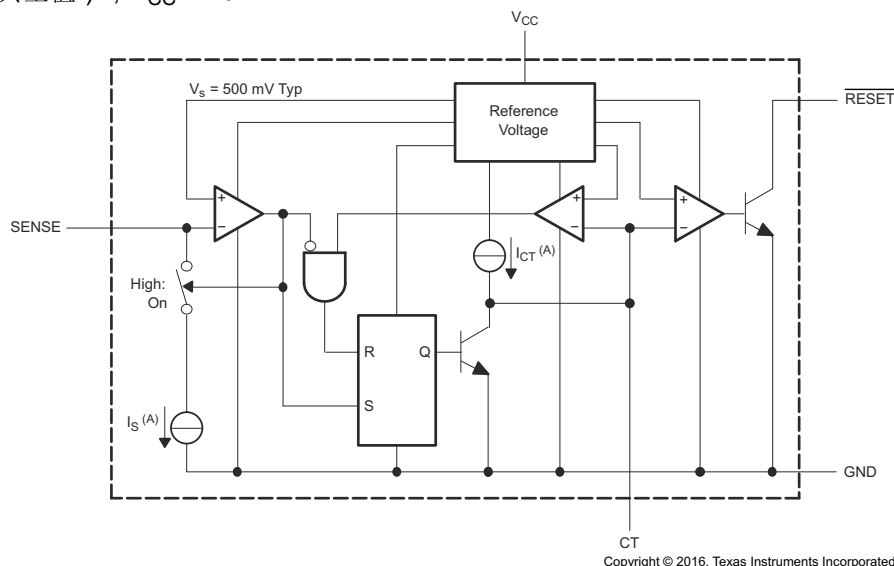 V_CC
V_s = 500 mV Typ
Reference
Voltage
RESET
+
+
+
SENSE
−
−
−
I_CT (A)
High:
On
R
Q
S
I_S (A)
GND
CT
Copyright © 2016, Texas Instruments Incorporated